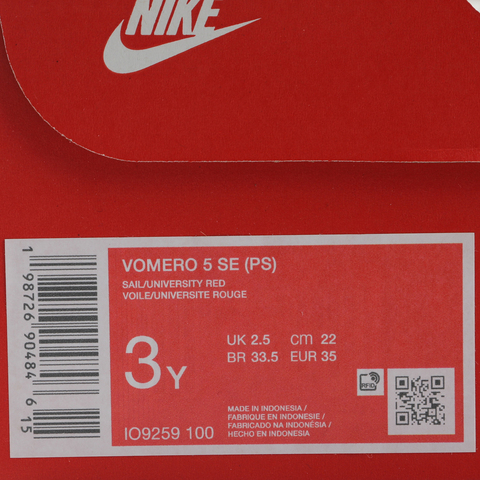 NIKE
VOMERO 5 SE (PS)
SAIL/UNIVERSITY RED
VOILE/UNIVERSITE ROUGE
3Y
UK 2.5 cm 22
BR 33.5 EUR 35
RFID
MADE IN INDONESIA /
FABRIQUE EN INDONESIE /
FABRICADO NA INDONÉSIA /
HECHO EN INDONESIA
IO9259 100
1 98726 90484 6 15